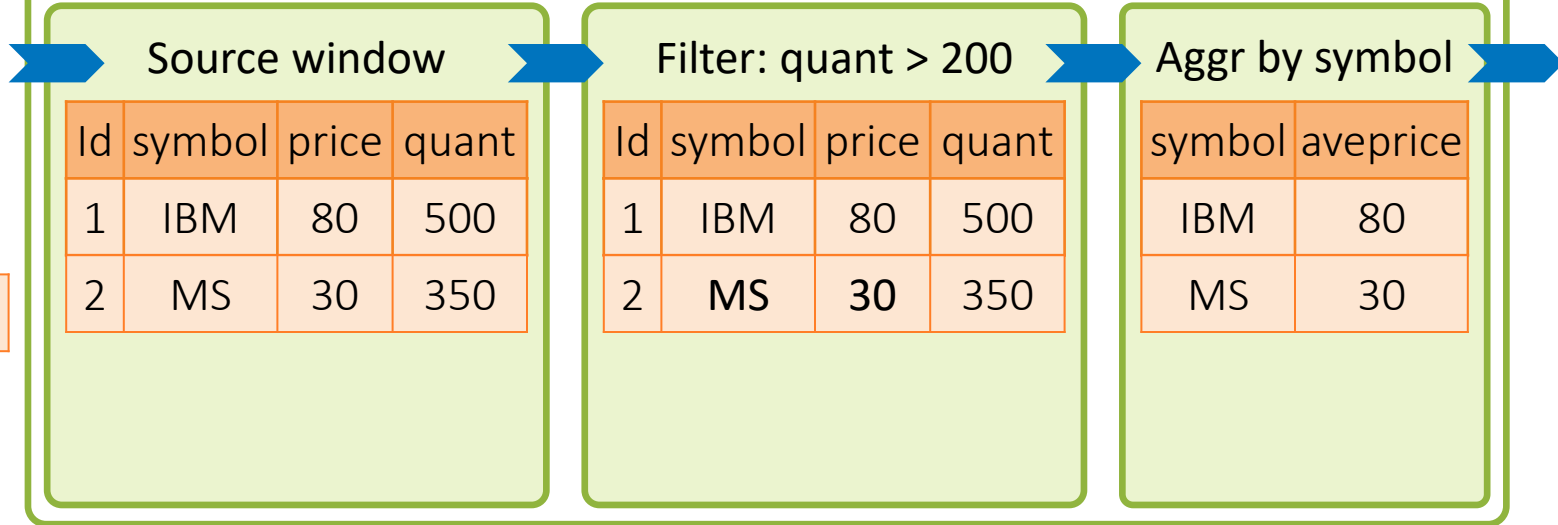 Source window
Id symbol price quant
1 IBM 80 500
2 MS 30 350
Filter: quant > 200
Id symbol price quant
1 IBM 80 500
2 MS 30 350
Aggr by symbol
symbol aveprice
IBM 80
MS 30